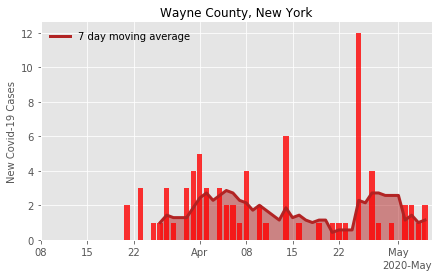 Wayne County, New York
7 day moving average
New Covid-19 Cases
12
10
8
6
4
2
0
08 15 22 Apr 08 15 22 May
2020-May